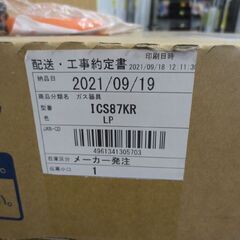 配送・工事約定書
印刷日時
2021/09/18 12:11:30
納品日
2021/09/19
商品分類名 ガス器具
型番
ICS87KR
色
LP
JAN-CD
4961341305703
在庫区分 メーカー発注
伝票小口
1